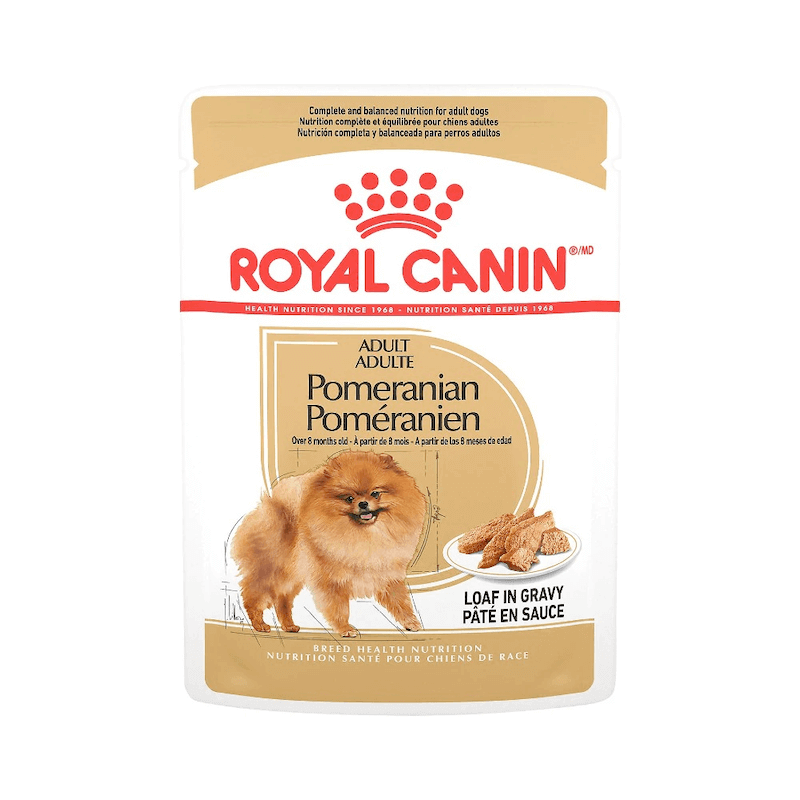 Complete and balanced nutrition for adult dogs
Nutrition complète et équilibrée pour chiens adultes
Nutrición completa y balanceada para perros adultos
ROYAL CANIN ®/MD
HEALTH NUTRITION SINCE 1968 - NUTRITION SANTÉ DEPUIS 1968
ADULT
ADULTE
Pomeranian
Poméranien
Over 8 months old - À partir de 8 mois - A partir de los 8 meses de edad
LOAF IN GRAVY
PÂTÉ EN SAUCE
BREED HEALTH NUTRITION
NUTRITION SANTÉ POUR CHIENS DE RACE